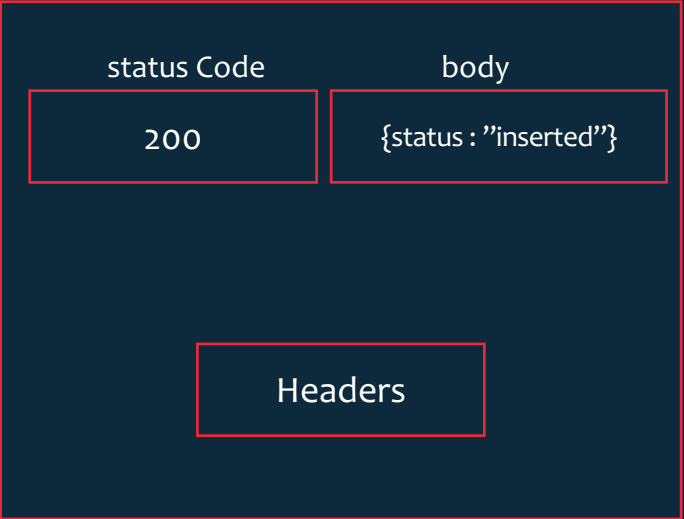 status Code
body
200
{status : ”inserted”}
Headers